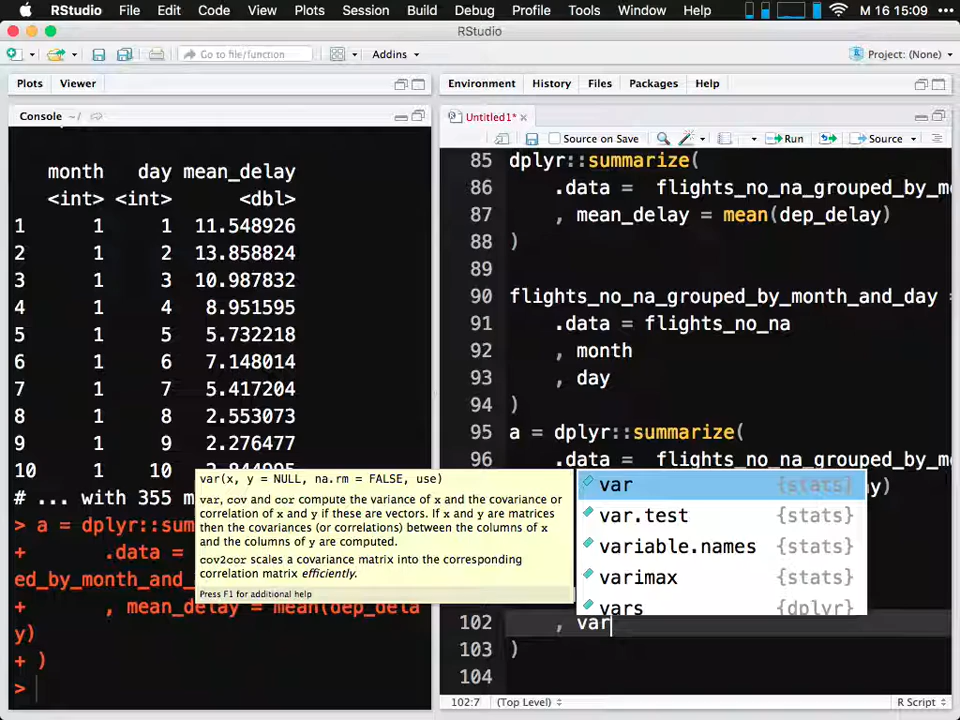 RStudio File Edit Code View Plots Session Build Debug Profile Tools Window Help M 16 15:09
RStudio
Go to file/function Addins Project: (None)
Plots Viewer
Console ~/
month day mean_delay
<int> <int> <dbl>
1 1 1 11.548926
2 1 2 13.858824
3 1 3 10.987832
4 1 4 8.951595
5 1 5 5.732218
6 1 6 7.148014
7 1 7 5.417204
8 1 8 2.553073
9 1 9 2.276477
10 1 10 2.844995
# ... with 355 m
> a = dplyr::sum
+ .data =
ed_by_month_and_
+ , mean_delay = mean(dep_dela
y)
+ )
>
Environment History Files Packages Help
Untitled1*
Source on Save Run Source
85 dplyr::summarize(
86 .data = flights_no_na_grouped_by_m
87 , mean_delay = mean(dep_delay)
88 )
89
90 flights_no_na_grouped_by_month_and_day =
91 .data = flights_no_na
92 , month
93 , day
94 )
95 a = dplyr::summarize(
96 .data = flights_no_na_grouped_by_m
y)
102 , var
103 )
104
var(x, y = NULL, na.rm = FALSE, use)
var, cov and cor compute the variance of x and the covariance or
correlation of x and y if these are vectors. If x and y are matrices
then the covariances (or correlations) between the columns of x
and the columns of y are computed.
cov2cor scales a covariance matrix into the corresponding
correlation matrix efficiently.
Press F1 for additional help
var {stats}
var.test {stats}
variable.names {stats}
varimax {stats}
vars {dplyr}
102:7 (Top Level) R Script